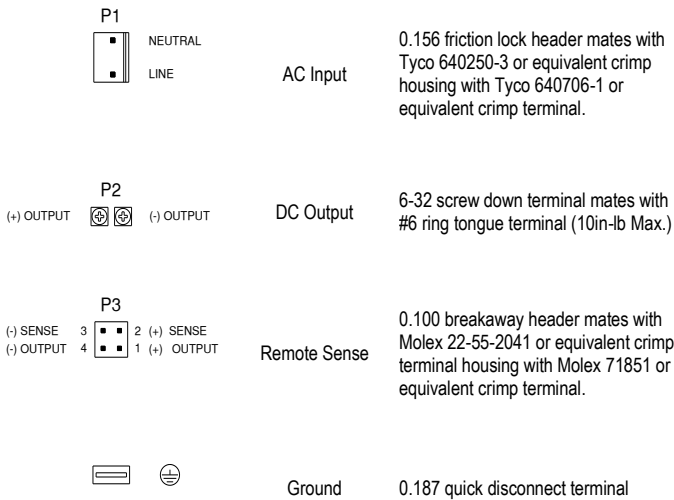 P1
NEUTRAL
LINE
AC Input
0.156 friction lock header mates with
Tyco 640250-3 or equivalent crimp
housing with Tyco 640706-1 or
equivalent crimp terminal.
P2
(+) OUTPUT
(-) OUTPUT
DC Output
6-32 screw down terminal mates with
#6 ring tongue terminal (10in-lb Max.)
P3
(-) SENSE 3 2 (+) SENSE
(-) OUTPUT 4 1 (+) OUTPUT
Remote Sense
0.100 breakaway header mates with
Molex 22-55-2041 or equivalent crimp
terminal housing with Molex 71851 or
equivalent crimp terminal.
Ground
0.187 quick disconnect terminal